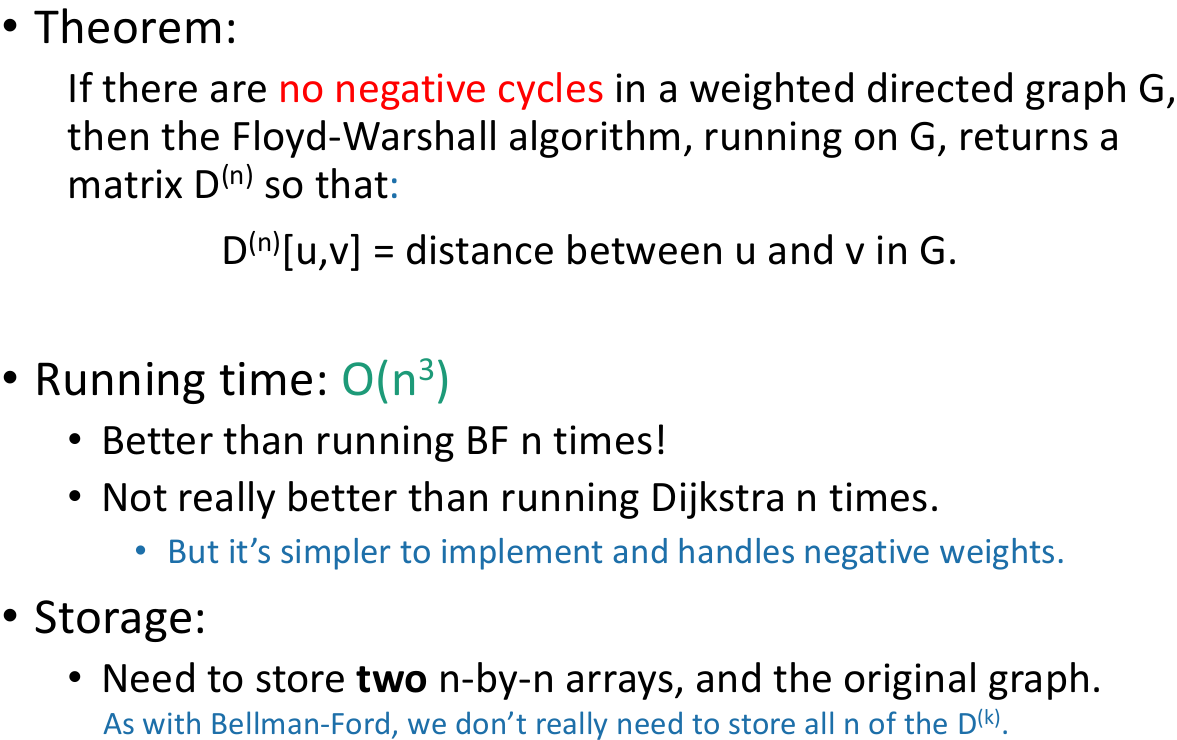 • Theorem:
If there are no negative cycles in a weighted directed graph G,
then the Floyd-Warshall algorithm, running on G, returns a
matrix D⁽ⁿ⁾ so that:
D⁽ⁿ⁾[u,v] = distance between u and v in G.
• Running time: O(n³)
• Better than running BF n times!
• Not really better than running Dijkstra n times.
• But it’s simpler to implement and handles negative weights.
• Storage:
• Need to store two n-by-n arrays, and the original graph.
As with Bellman-Ford, we don’t really need to store all n of the D⁽ᵏ⁾.